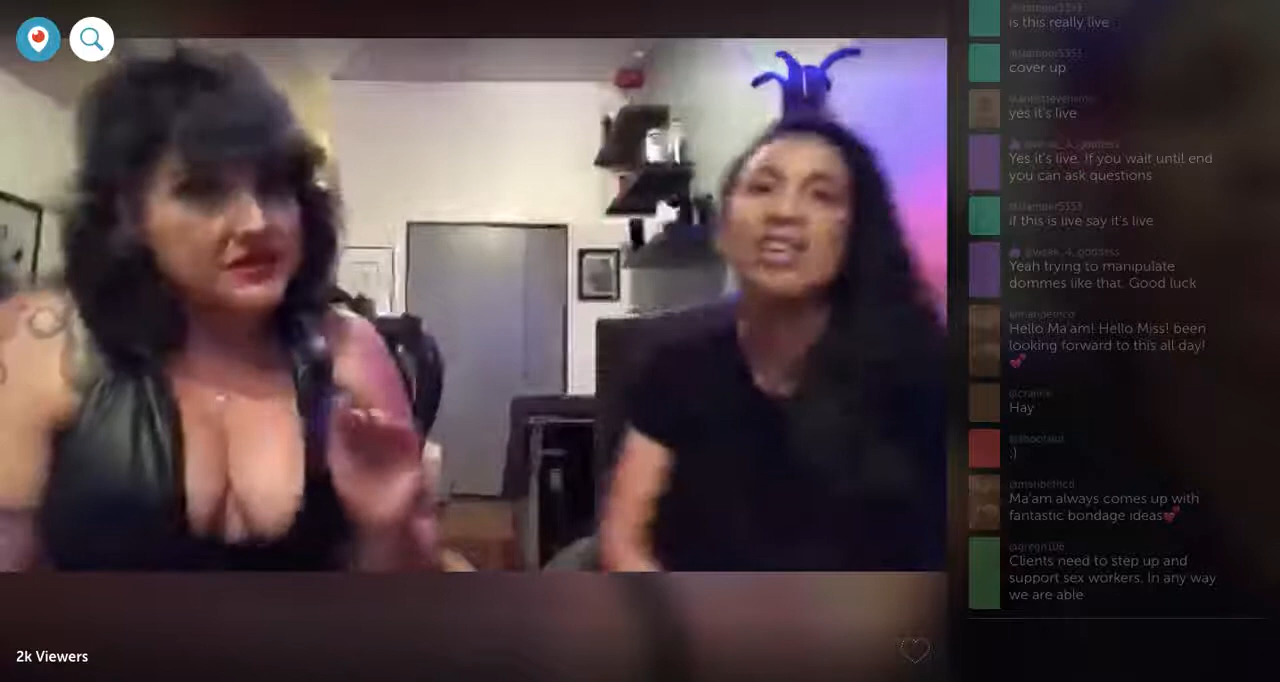 is this really live
cover up
yes it's live
Yes it's live. If you wait until end
you can ask questions
if this is live say it's live
Yeah trying to manipulate
dommes like that. Good luck
Hello Ma'am! Hello Miss! been
looking forward to this all day!
💕
Hay
:)
Ma'am always comes up with
fantastic bondage ideas💕
Clients need to step up and
support sex workers. In any way
we are able
2k Viewers